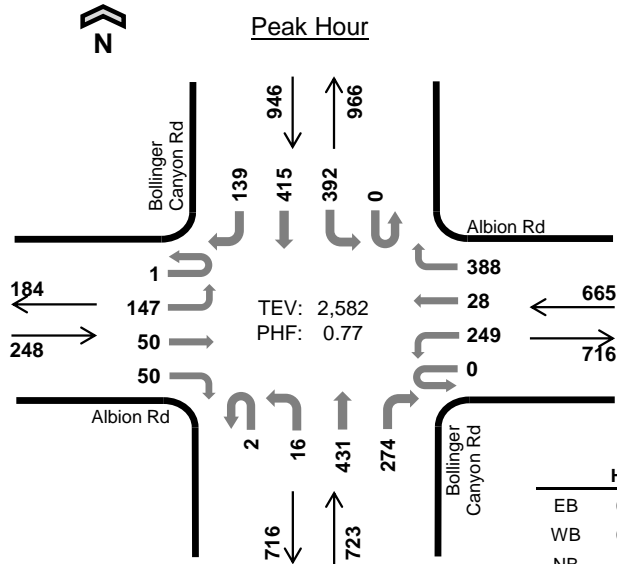 Peak Hour
N
946
966
Bollinger
Canyon Rd
139
415
392
0
Albion Rd
1
388
184
147
TEV: 2,582
28
665
248
50
PHF: 0.77
249
716
50
0
Albion Rd
2
16
431
274
Bollinger
Canyon Rd
716
723
H
EB
WB
NB